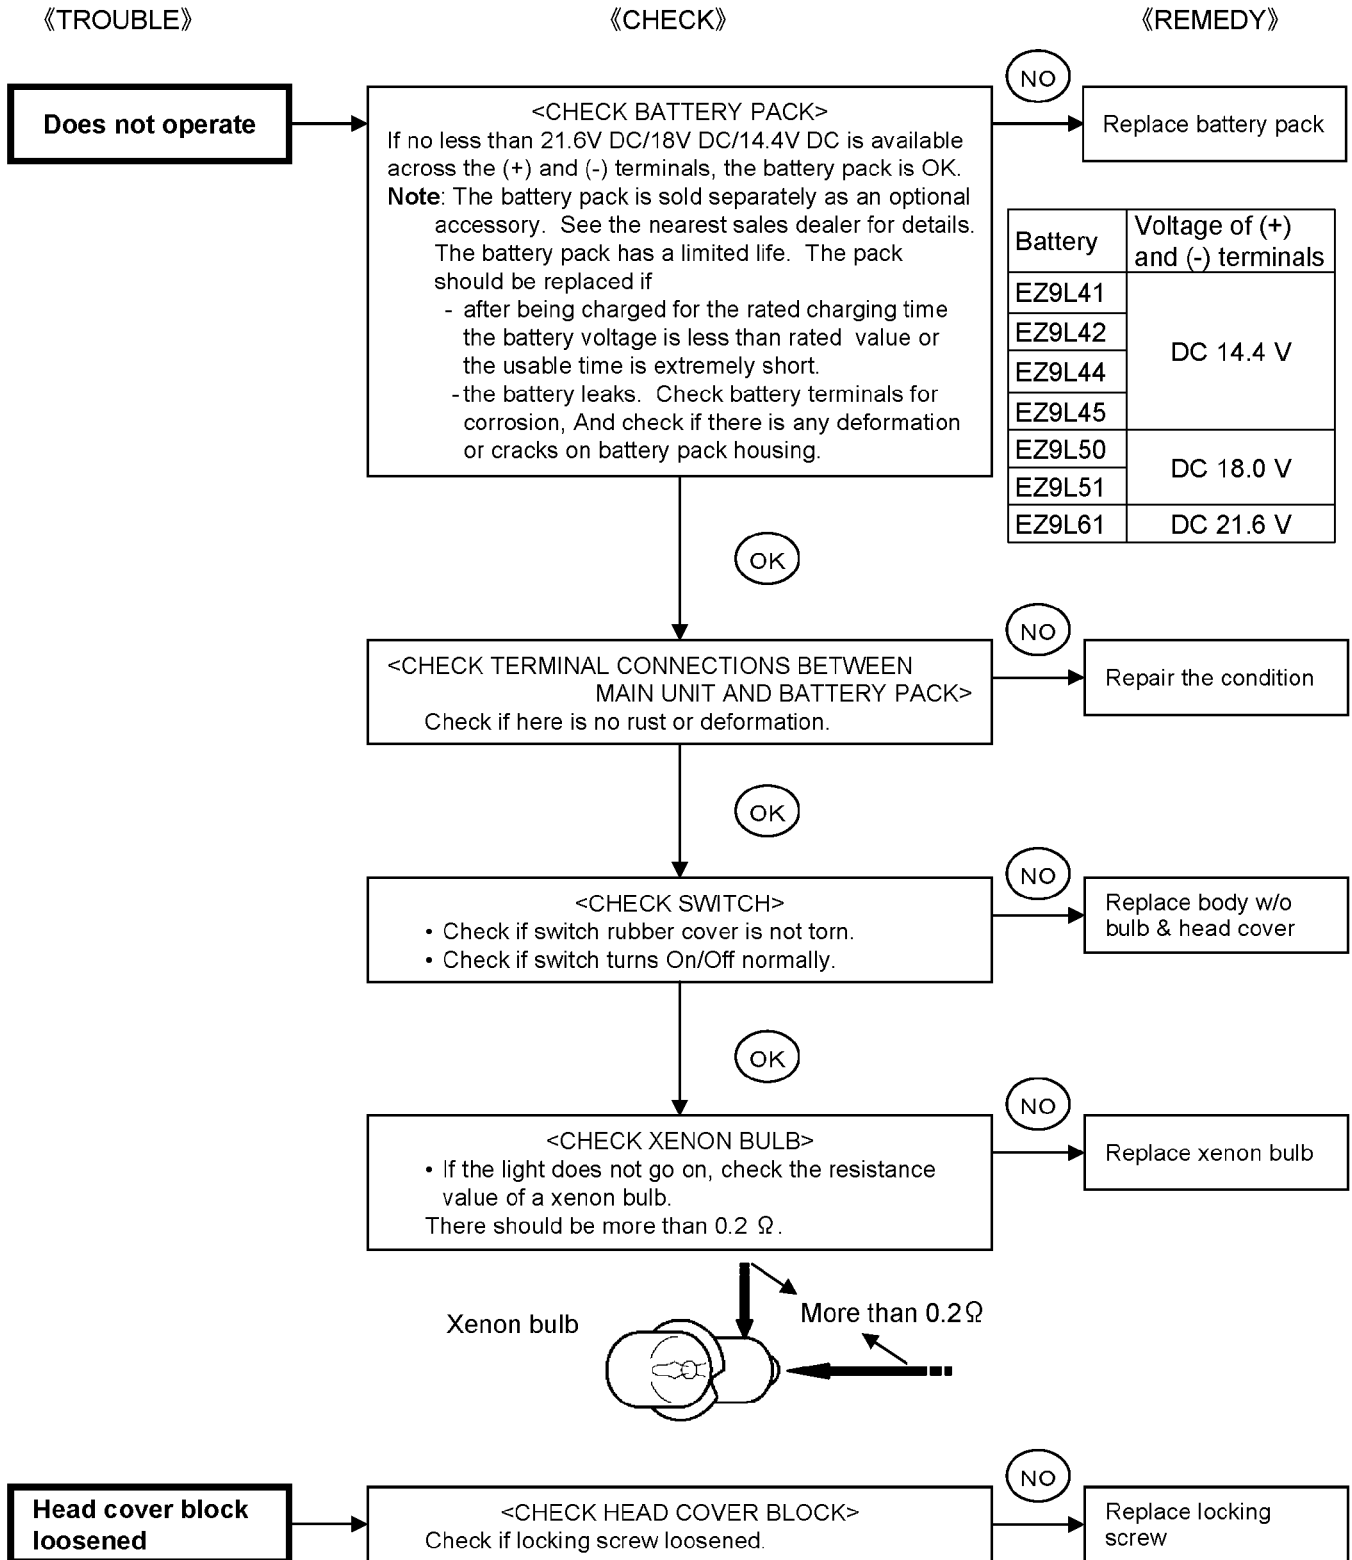 《TROUBLE》
《CHECK》
《REMEDY》
Does not operate
<CHECK BATTERY PACK>
If no less than 21.6V DC/18V DC/14.4V DC is available
across the (+) and (-) terminals, the battery pack is OK.
Note: The battery pack is sold separately as an optional
accessory. See the nearest sales dealer for details.
The battery pack has a limited life. The pack
should be replaced if
- after being charged for the rated charging time
the battery voltage is less than rated value or
the usable time is extremely short.
- the battery leaks. Check battery terminals for
corrosion, And check if there is any deformation
or cracks on battery pack housing.
NO
Replace battery pack
Battery
Voltage of (+)
and (-) terminals
EZ9L41
EZ9L42
EZ9L44
EZ9L45
DC 14.4 V
EZ9L50
EZ9L51
DC 18.0 V
EZ9L61
DC 21.6 V
OK
<CHECK TERMINAL CONNECTIONS BETWEEN
MAIN UNIT AND BATTERY PACK>
Check if here is no rust or deformation.
NO
Repair the condition
OK
<CHECK SWITCH>
• Check if switch rubber cover is not torn.
• Check if switch turns On/Off normally.
NO
Replace body w/o
bulb & head cover
OK
<CHECK XENON BULB>
• If the light does not go on, check the resistance
value of a xenon bulb.
There should be more than 0.2 Ω.
NO
Replace xenon bulb
Xenon bulb
More than 0.2Ω
Head cover block
loosened
<CHECK HEAD COVER BLOCK>
Check if locking screw loosened.
NO
Replace locking
screw